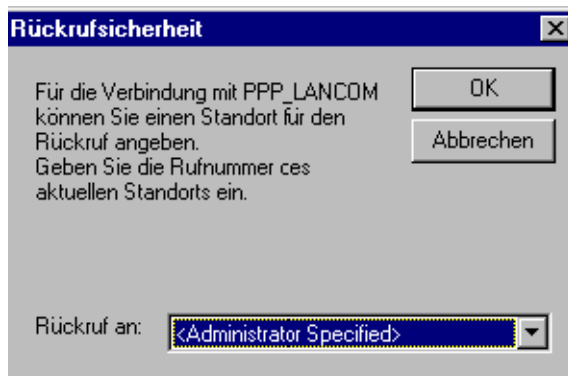 Rückrufsicherheit
Für die Verbindung mit PPP_LANCOM
können Sie einen Standort für den
Rückruf angeben.
Geben Sie die Rufnummer ces
aktuellen Standorts ein.
OK
Abbrechen
Rückruf an:
<Administrator Specified>